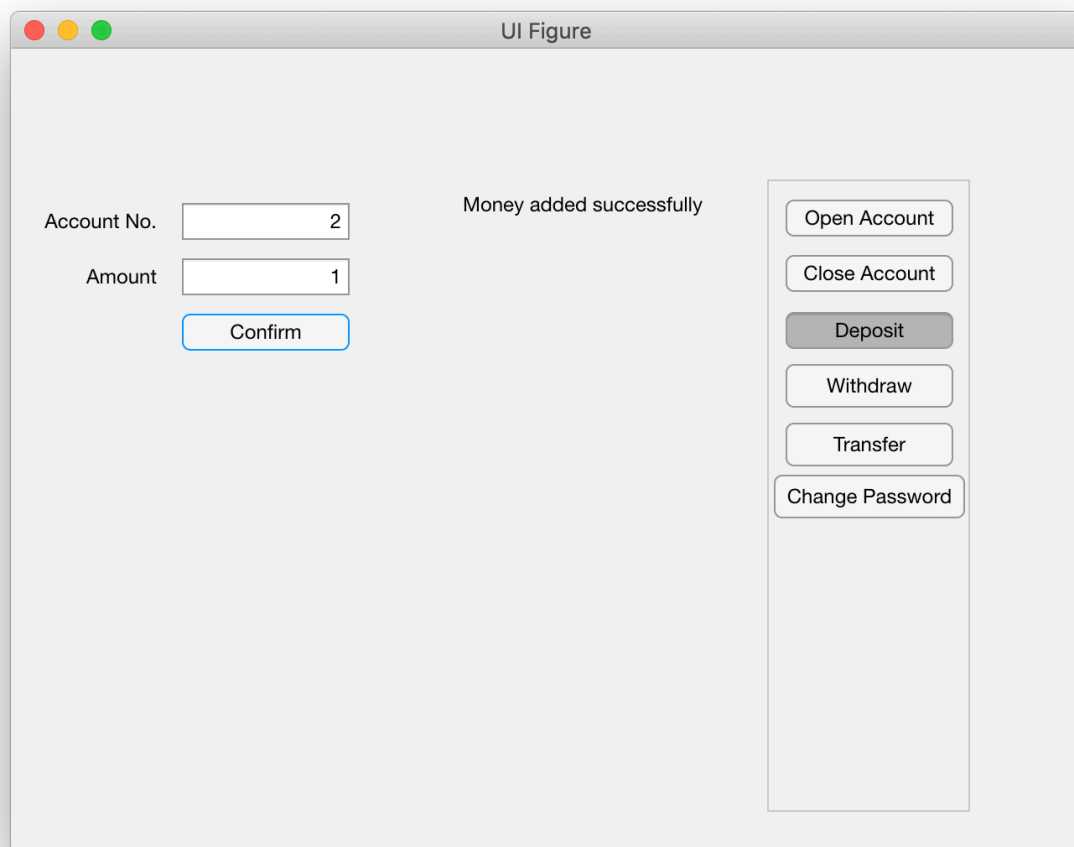 UI Figure
Account No.
2
Amount
1
Confirm
Money added successfully
Open Account
Close Account
Deposit
Withdraw
Transfer
Change Password